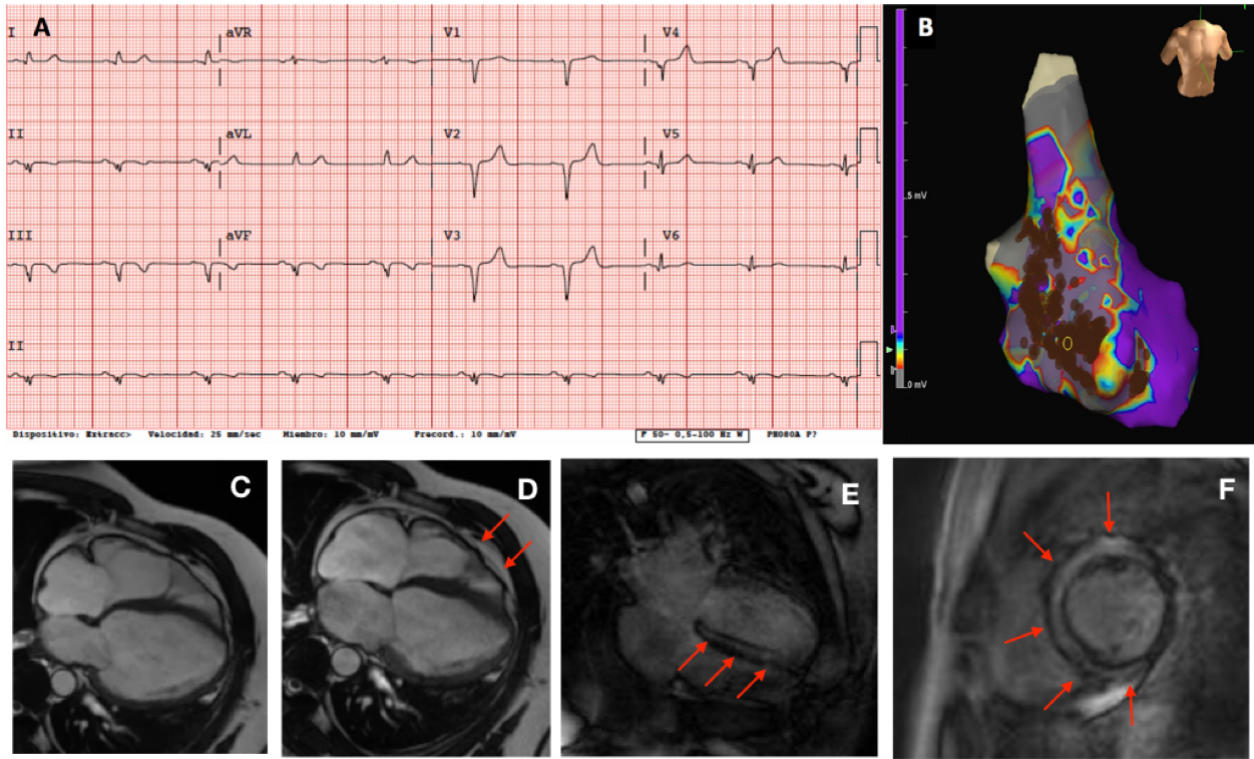 A
I
aVR
V1
V4
II
aVL
V2
V5
III
aVF
V3
V6
II
Dispositivo: Extracc> Velocidad: 25 mm/sec Miembro: 10 mm/mV Precord.: 10 mm/mV F 50~ 0,5-100 Hz W PH080A P?
B
5 mV
0 mV
C
D
E
F